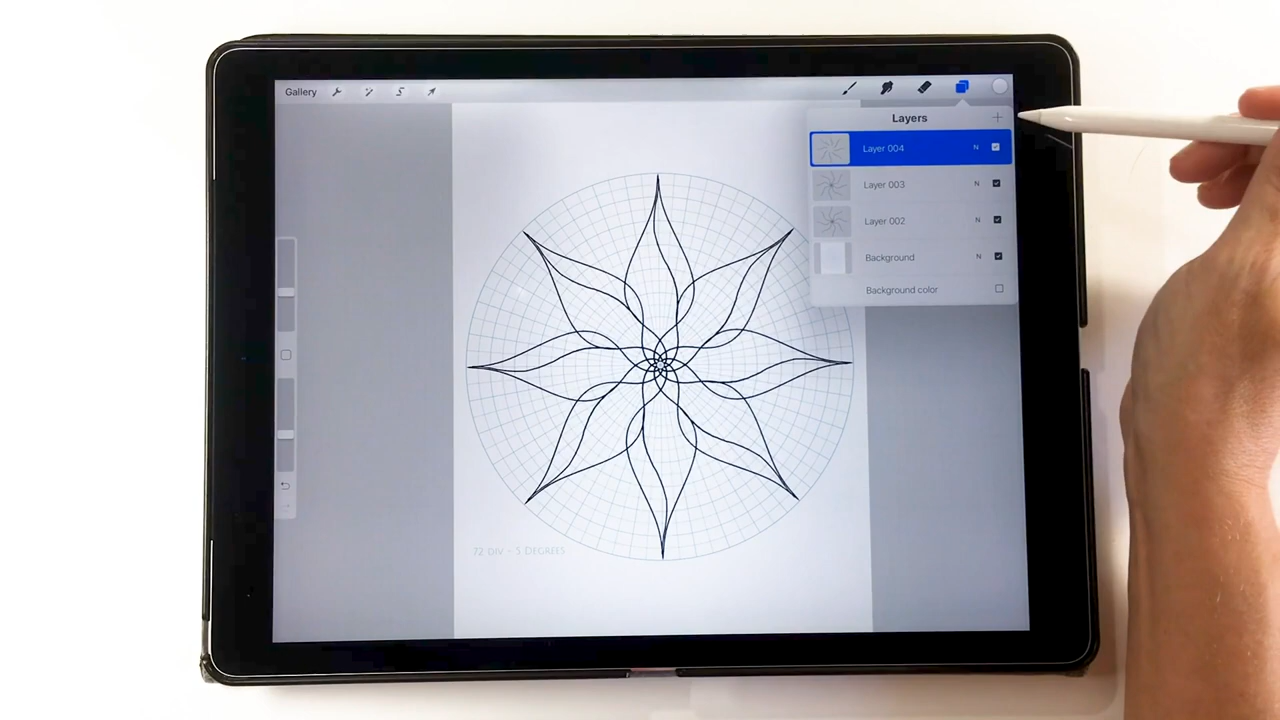 Gallery
Layers
Layer 004 N
Layer 003 N
Layer 002 N
Background N
Background color
72 DIV - 5 DEGREES